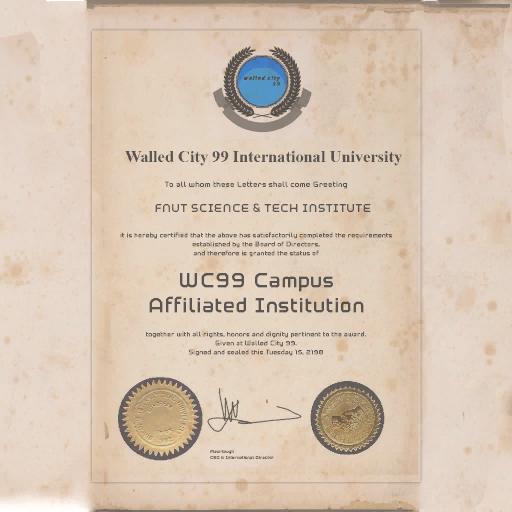 walled city
99
Walled City 99 International University
To all whom these Letters shall come Greeting
FNUT SCIENCE & TECH INSTITUTE
it is hereby certified that the above has satisfactorily completed the requirements
established by the Board of Directors,
and therefore is granted the status of
WC99 Campus
Affiliated Institution
together with all rights, honors and dignity pertinent to the award.
Given at Walled City 99.
Signed and sealed this Tuesday 15, 2198
CEO & International Director